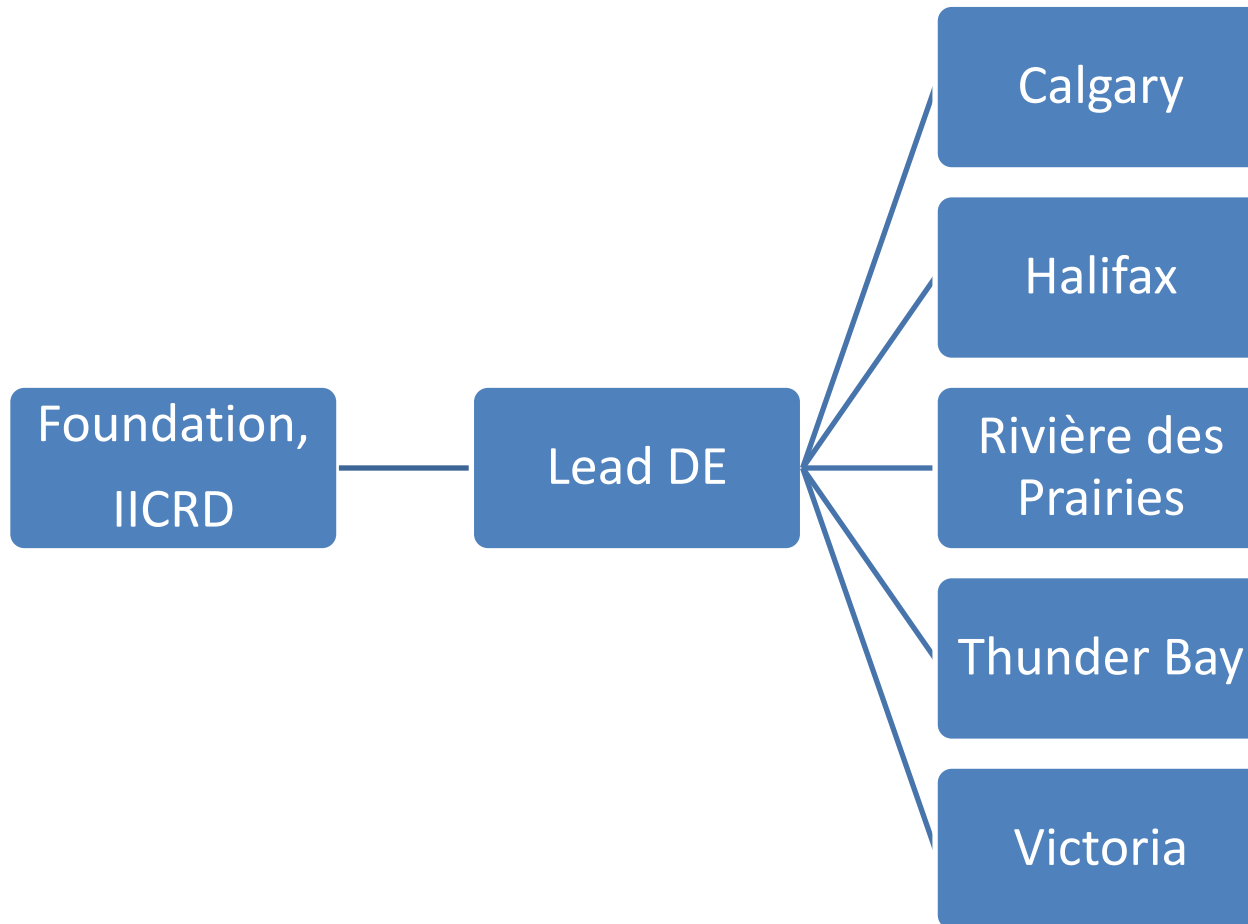 Foundation,
IICRD
Lead DE
Calgary
Halifax
Rivière des
Prairies
Thunder Bay
Victoria